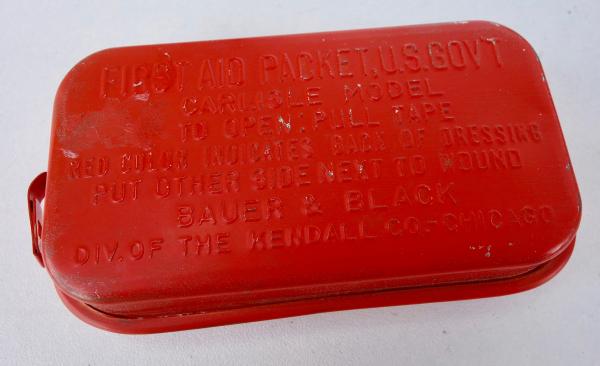 FIRST AID PACKET, U.S. GOV'T
CARLISLE MODEL
TO OPEN: PULL TAPE
RED COLOR INDICATES BACK OF DRESSING
PUT OTHER SIDE NEXT TO WOUND
BAUER & BLACK
DIV. OF THE KENDALL CO.-CHICAGO